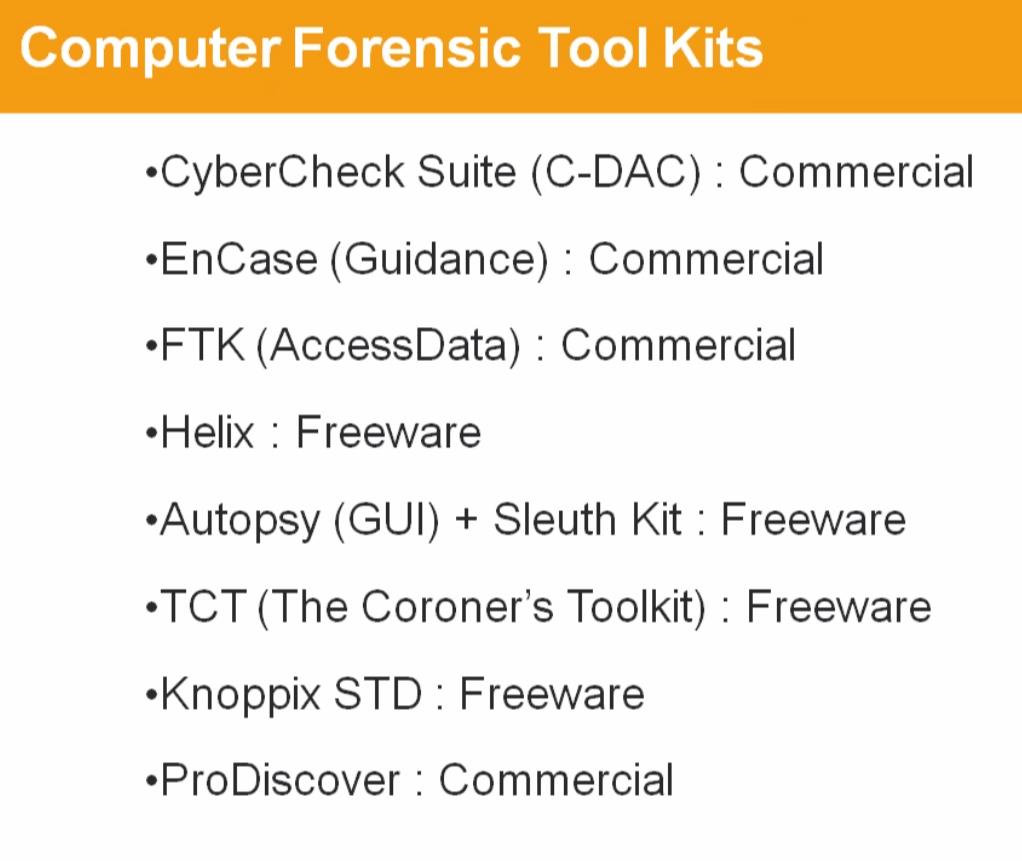 Computer Forensic Tool Kits
•CyberCheck Suite (C-DAC) : Commercial
•EnCase (Guidance) : Commercial
•FTK (AccessData) : Commercial
•Helix : Freeware
•Autopsy (GUI) + Sleuth Kit : Freeware
•TCT (The Coroner’s Toolkit) : Freeware
•Knoppix STD : Freeware
•ProDiscover : Commercial